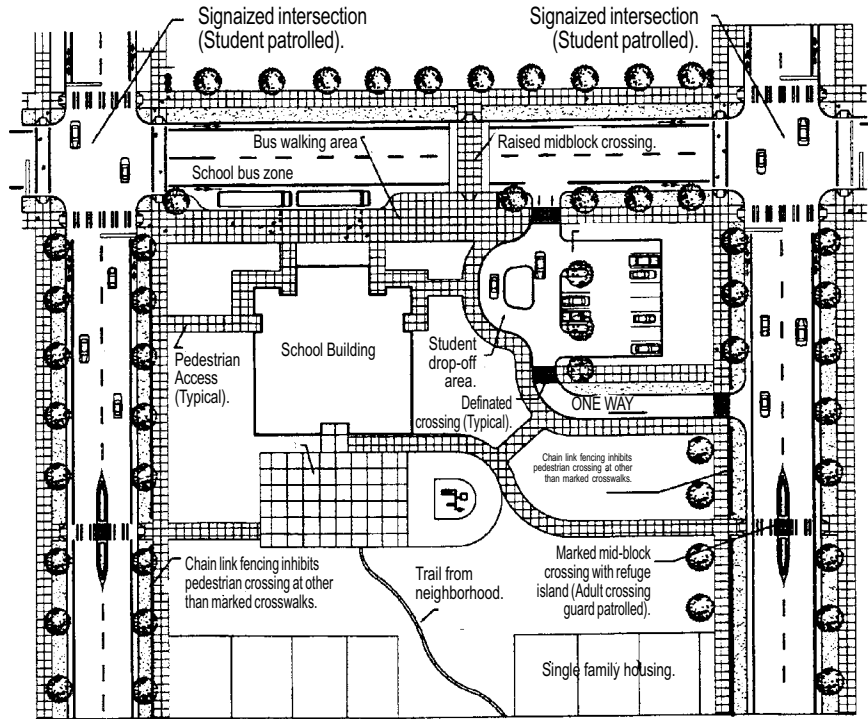 Signaized intersection
(Student patrolled).
Signaized intersection
(Student patrolled).
Bus walking area
Raised midblock crossing.
School bus zone
School Building
Pedestrian
Access
(Typical).
Student
drop-off
area.
Definated
crossing (Typical).
ONE WAY
Chain link fencing inhibits
pedestrian crossing at other
than marked crosswalks.
Chain link fencing inhibits
pedestrian crossing at other
than marked crosswalks.
Trail from
neighborhood.
Marked mid-block
crossing with refuge
island (Adult crossing
guard patrolled).
Single family housing.